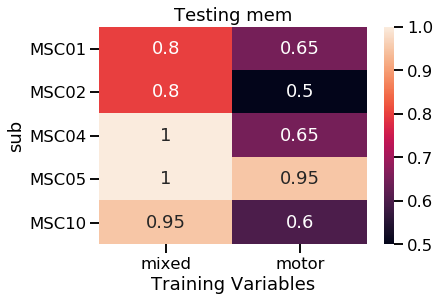 Testing mem
sub
MSC01 0.8 0.65
MSC02 0.8 0.5
MSC04 1 0.65
MSC05 1 0.95
MSC10 0.95 0.6
mixed motor
Training Variables
1.0
0.9
0.8
0.7
0.6
0.5